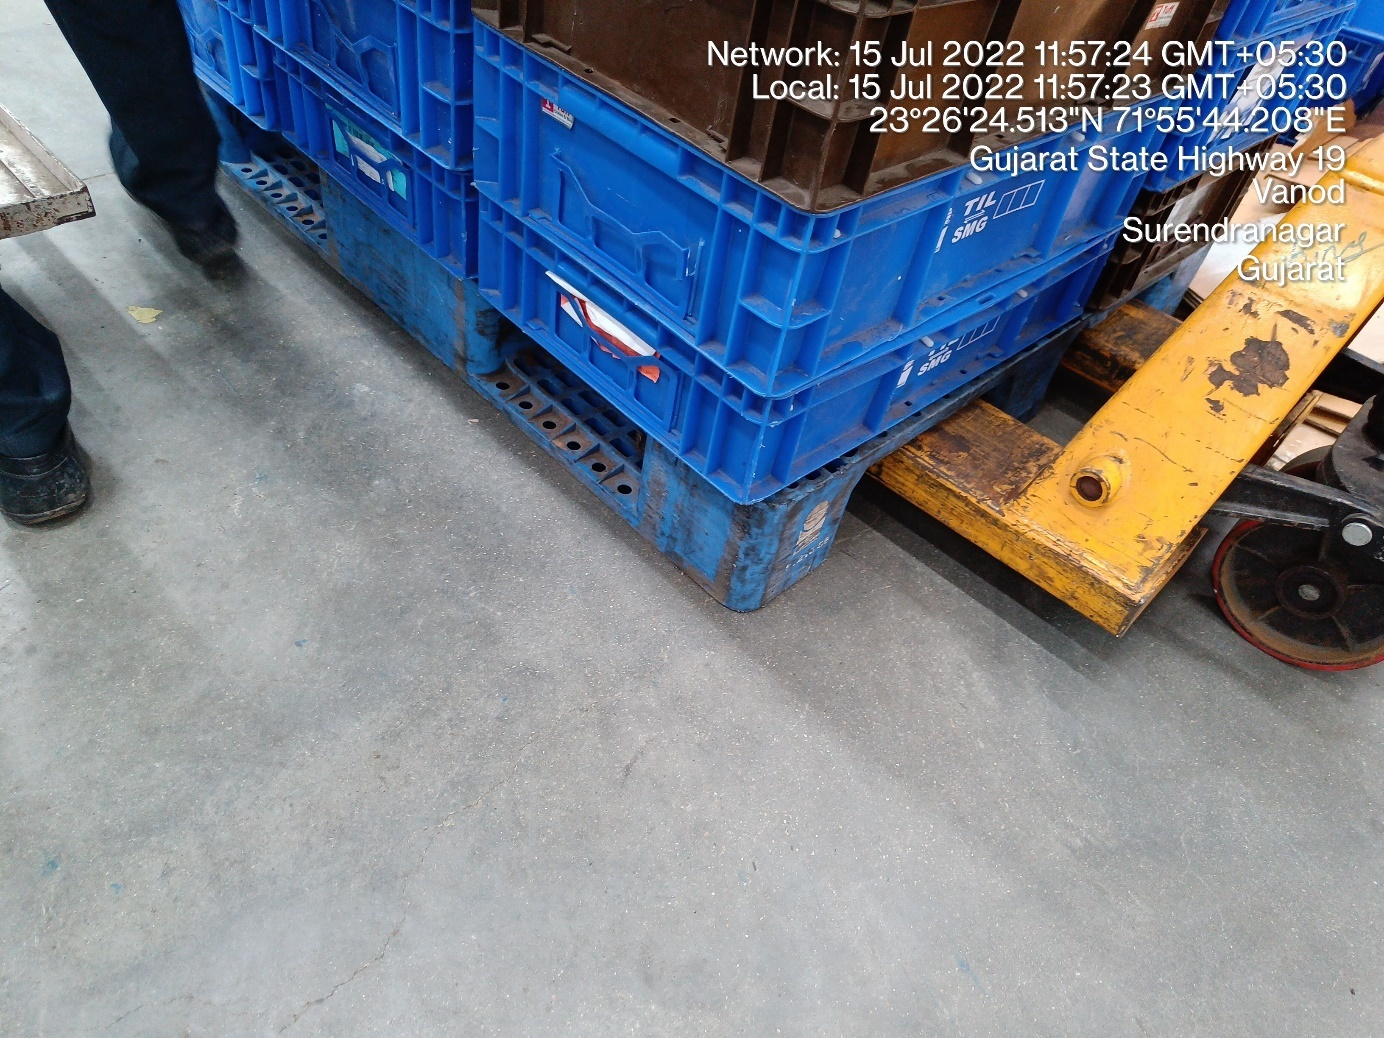 Network: 15 Jul 2022 11:57:24 GMT+05:30
Local: 15 Jul 2022 11:57:23 GMT+05:30
23°26'24.513"N 71°55'44.208"E
Gujarat State Highway 19
Vanod
Surendranagar
Gujarat
TIL
SMG
SMG